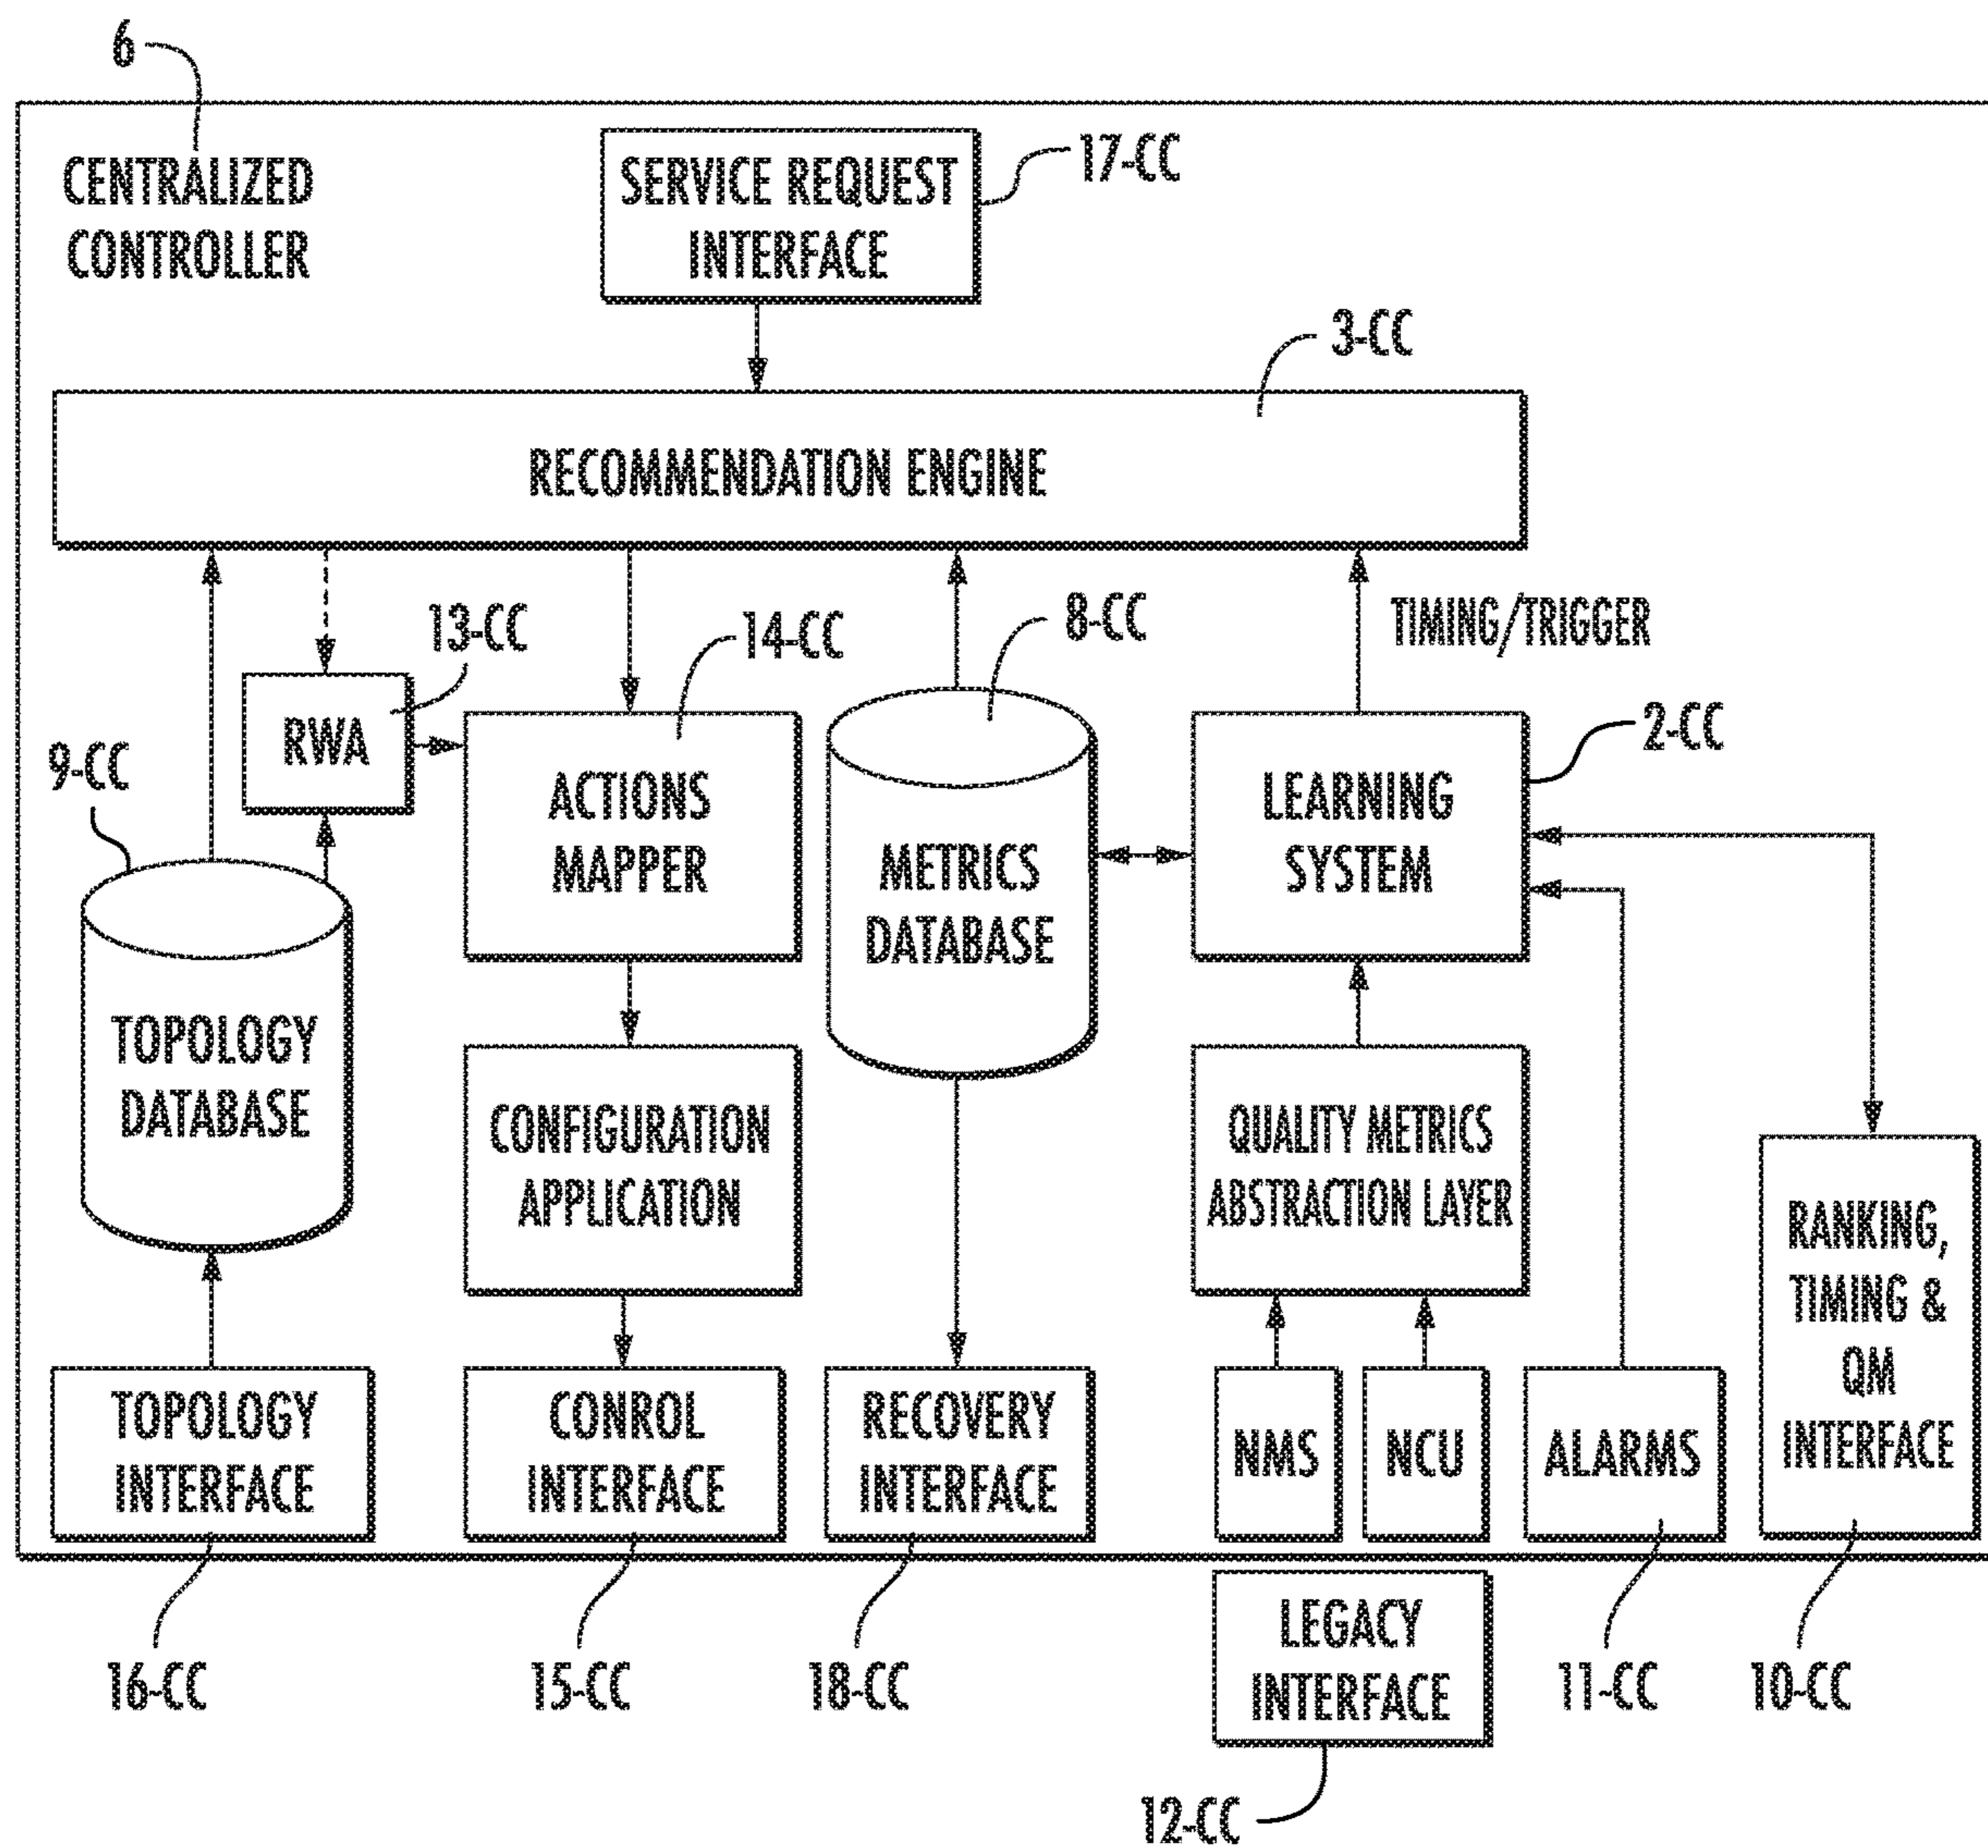 6
CENTRALIZED
CONTROLLER
SERVICE REQUEST
INTERFACE
17-CC
3-CC
RECOMMENDATION ENGINE
TIMING/TRIGGER
13-CC
14-CC
8-CC
2-CC
9-CC
RWA
ACTIONS
MAPPER
METRICS
DATABASE
LEARNING
SYSTEM
TOPOLOGY
DATABASE
CONFIGURATION
APPLICATION
QUALITY METRICS
ABSTRACTION LAYER
RANKING,
TIMING &
QM
INTERFACE
TOPOLOGY
INTERFACE
CONROL
INTERFACE
RECOVERY
INTERFACE
NMS
NCU
ALARMS
LEGACY
INTERFACE
16-CC
15-CC
18-CC
11-CC
10-CC
12-CC